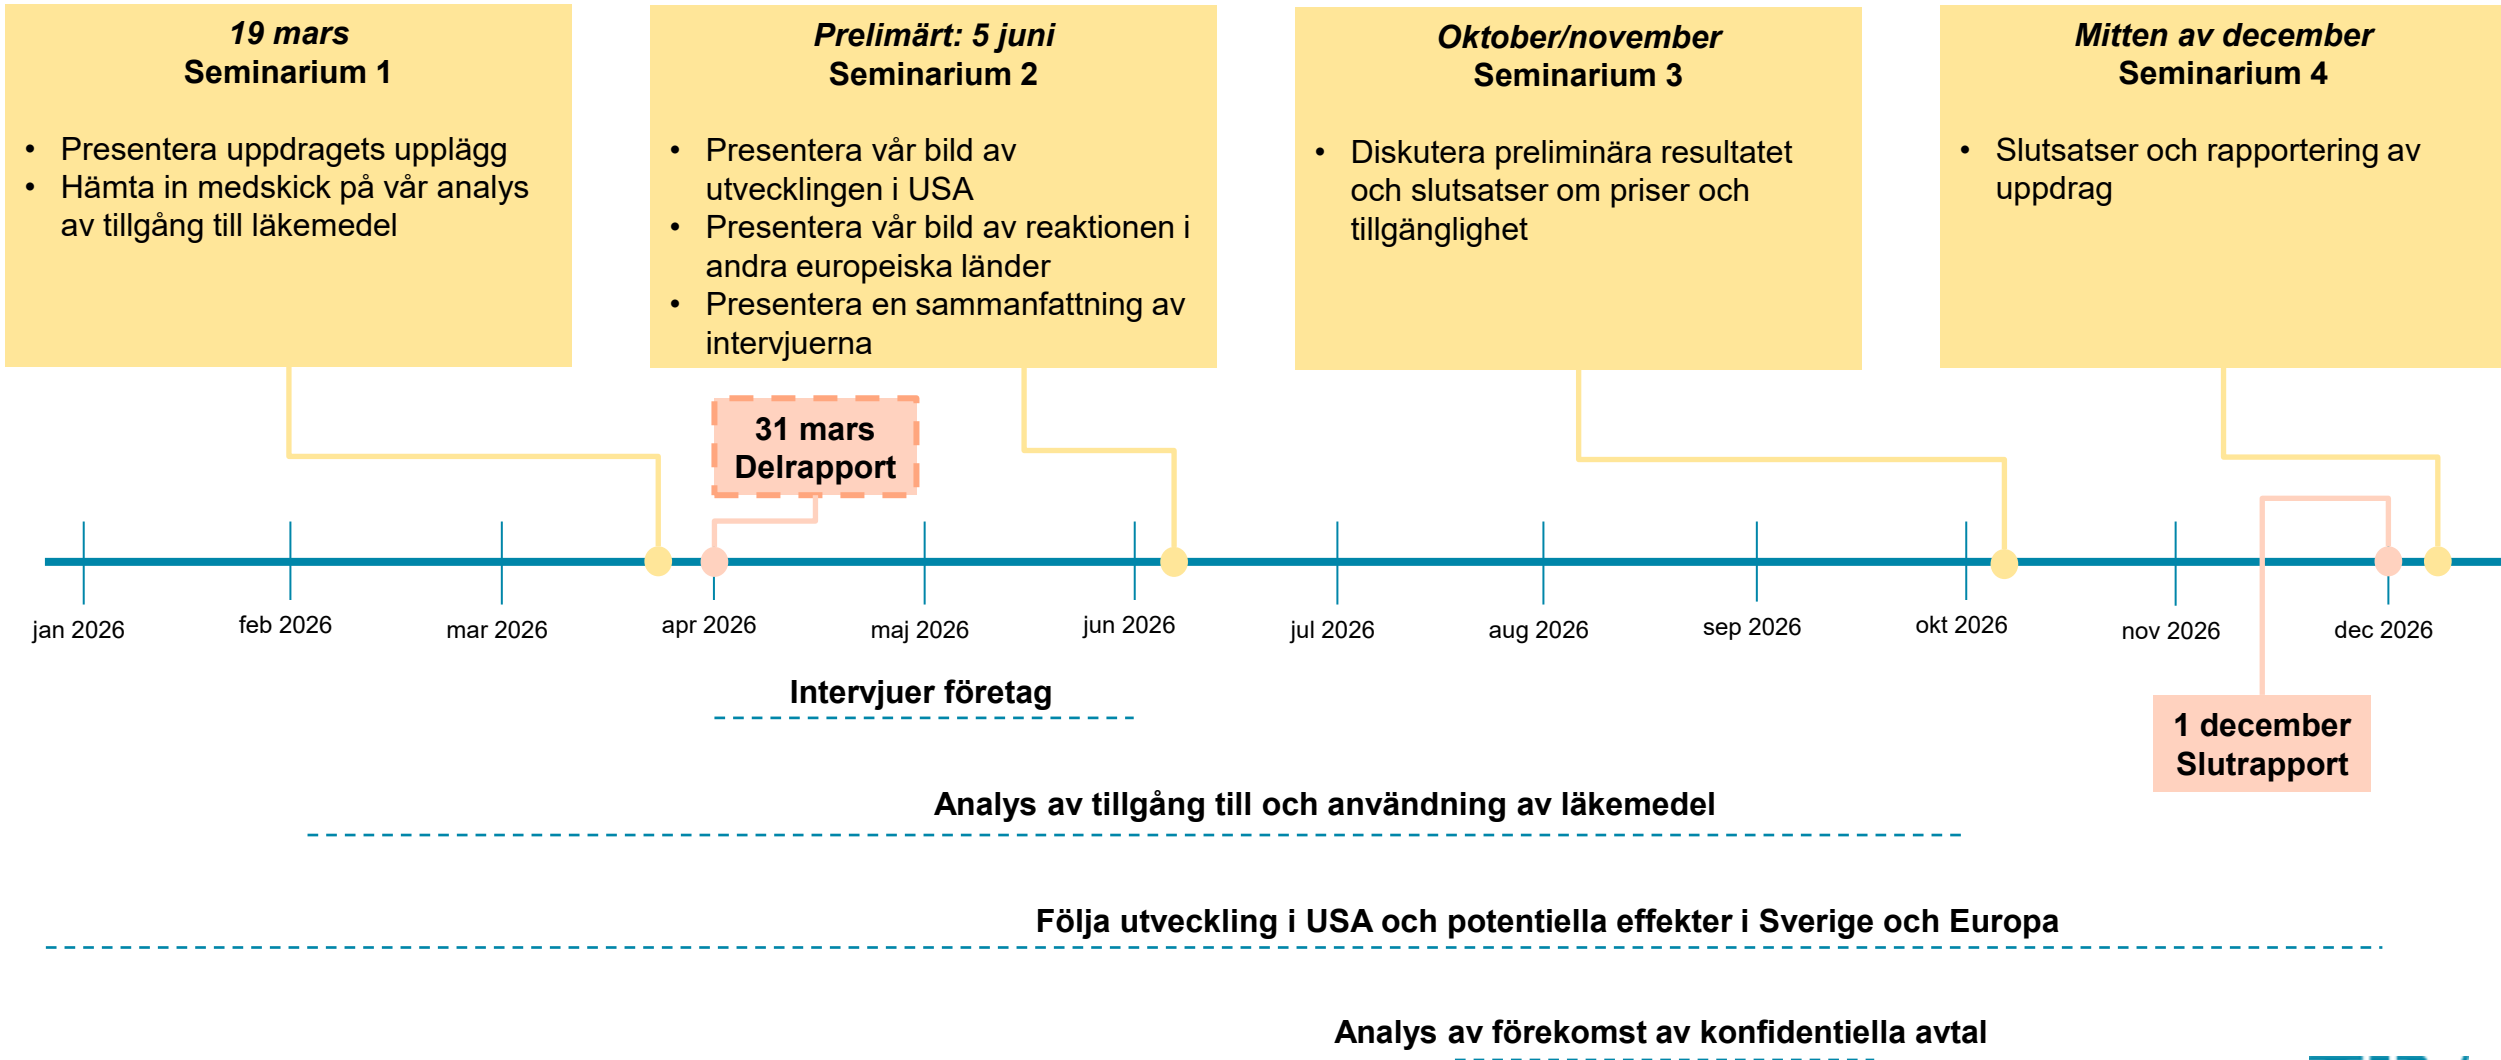 19 mars
Seminarium 1
• Presentera uppdragets upplägg
• Hämta in medskick på vår analys
av tillgång till läkemedel
Prelimärt: 5 juni
Seminarium 2
• Presentera vår bild av
utvecklingen i USA
• Presentera vår bild av reaktionen i
andra europeiska länder
• Presentera en sammanfattning av
intervjuerna
Oktober/november
Seminarium 3
• Diskutera preliminära resultatet
och slutsatser om priser och
tillgänglighet
Mitten av december
Seminarium 4
• Slutsatser och rapportering av
uppdrag
31 mars
Delrapport
jan 2026
feb 2026
mar 2026
apr 2026
maj 2026
jun 2026
jul 2026
aug 2026
sep 2026
okt 2026
nov 2026
dec 2026
Intervjuer företag
1 december
Slutrapport
Analys av tillgång till och användning av läkemedel
Följa utveckling i USA och potentiella effekter i Sverige och Europa
Analys av förekomst av konfidentiella avtal